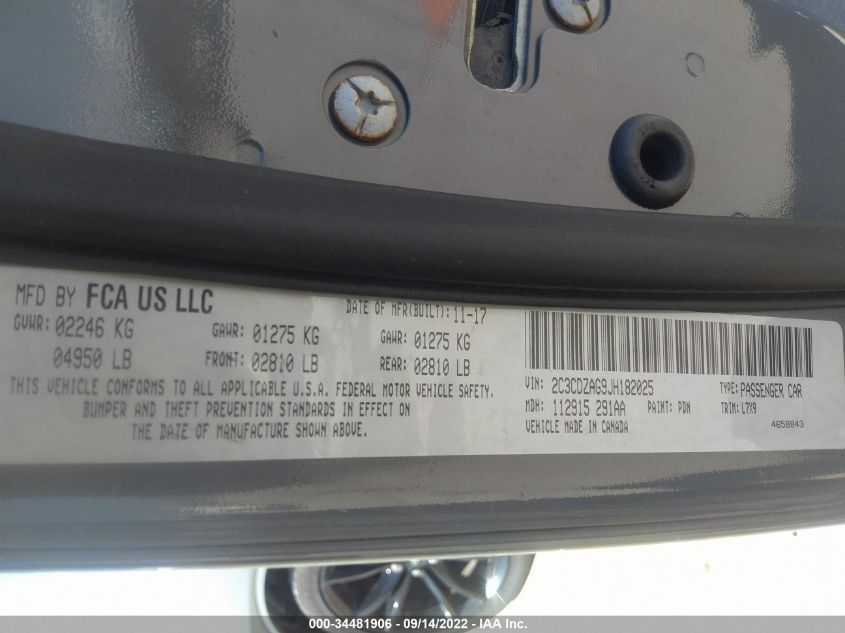 MFD BY FCA US LLC
DATE OF MFR(BUILT): 11-17
GVWR: 02246 KG
04950 LB
GAWR: 01275 KG
FRONT: 02810 LB
GAWR: 01275 KG
REAR: 02810 LB
THIS VEHICLE CONFORMS TO ALL APPLICABLE U.S.A. FEDERAL MOTOR VEHICLE SAFETY,
BUMPER AND THEFT PREVENTION STANDARDS IN EFFECT ON
THE DATE OF MANUFACTURE SHOWN ABOVE.
VIN: 2C3CDZAG9JH182025
TYPE: PASSENGER CAR
MDH: 112915 291AA
PAINT: PDN
TRIM: L7X9
VEHICLE MADE IN CANADA
4658843
000-34481906 - 09/14/2022 - IAA Inc.